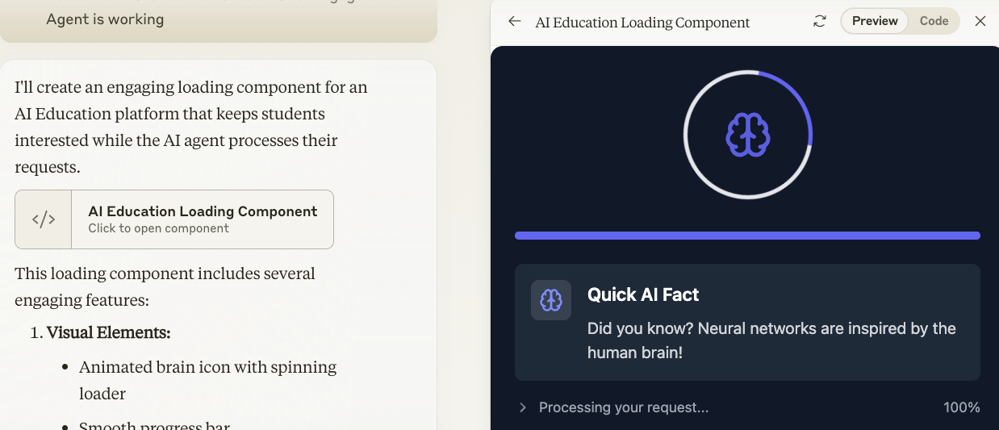 Agent is working
I'll create an engaging loading component for an
AI Education platform that keeps students
interested while the AI agent processes their
requests.
</>
AI Education Loading Component
Click to open component
This loading component includes several
engaging features:
1. Visual Elements:
• Animated brain icon with spinning
loader
• Smooth progress bar
AI Education Loading Component
Preview
Code
Quick AI Fact
Did you know? Neural networks are inspired by the
human brain!
Processing your request...
100%